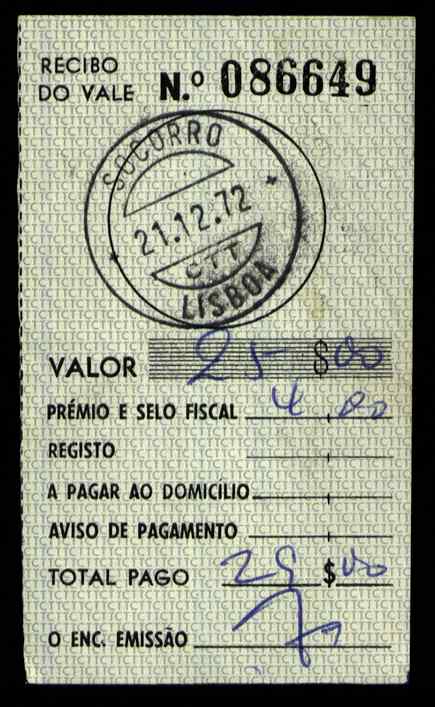 RECIBO
DO VALE N.º 086649
SOCORRO
21.12.72
CTT
LISBOA
VALOR 25 $ 00
PRÉMIO E SELO FISCAL 4 , 00
REGISTO
A PAGAR AO DOMICÍLIO
AVISO DE PAGAMENTO
TOTAL PAGO 29 $ 00
O ENC. EMISSÃO